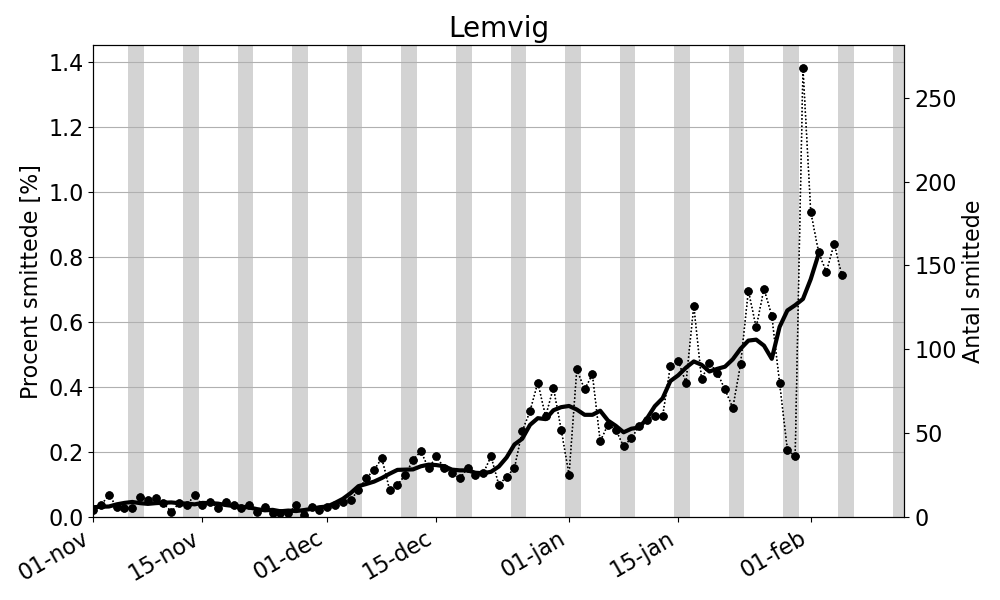 Lemvig
Procent smittede [%]
1.4
1.2
1.0
0.8
0.6
0.4
0.2
0.0
250
200
150
100
50
0
Antal smittede
01-nov
15-nov
01-dec
15-dec
01-jan
15-jan
01-feb